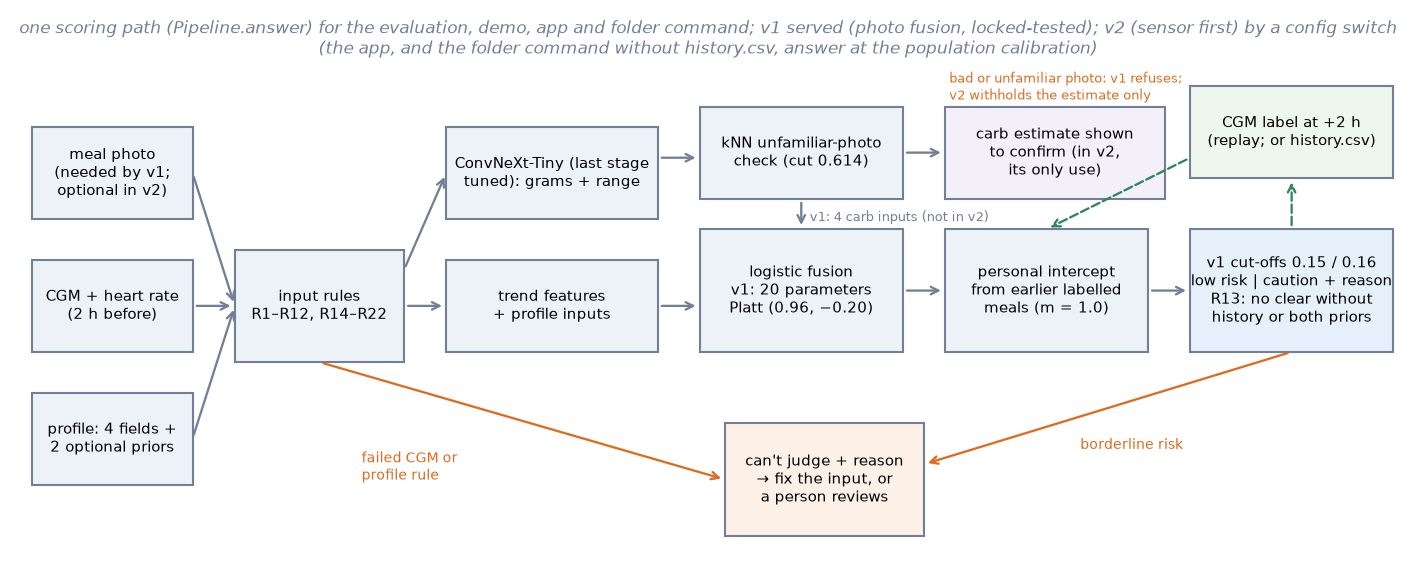 one scoring path (Pipeline.answer) for the evaluation, demo, app and folder command; v1 served (photo fusion, locked-tested); v2 (sensor first) by a config switch
(the app, and the folder command without history.csv, answer at the population calibration)
bad or unfamiliar photo: v1 refuses;
v2 withholds the estimate only
meal photo
(needed by v1;
optional in v2)
CGM + heart rate
(2 h before)
profile: 4 fields +
2 optional priors
input rules
R1–R12, R14–R22
ConvNeXt-Tiny (last stage
tuned): grams + range
trend features
+ profile inputs
kNN unfamiliar-photo
check (cut 0.614)
v1: 4 carb inputs (not in v2)
logistic fusion
v1: 20 parameters
Platt (0.96, −0.20)
carb estimate shown
to confirm (in v2,
its only use)
personal intercept
from earlier labelled
meals (m = 1.0)
CGM label at +2 h
(replay; or history.csv)
v1 cut-offs 0.15 / 0.16
low risk | caution + reason
R13: no clear without
history or both priors
failed CGM or
profile rule
can't judge + reason
→ fix the input, or
a person reviews
borderline risk